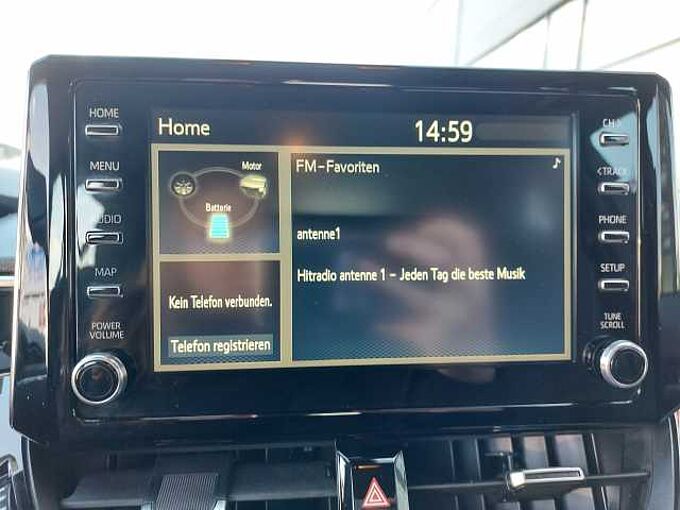 HOME
MENU
AUDIO
MAP
POWER
VOLUME
Home
14:59
Motor
Batterie
Kein Telefon verbunden.
Telefon registrieren
FM-Favoriten
antenne1
Hitradio antenne 1 - Jeden Tag die beste Musik
CH>
<TRACK
PHONE
SETUP
TUNE
SCROLL